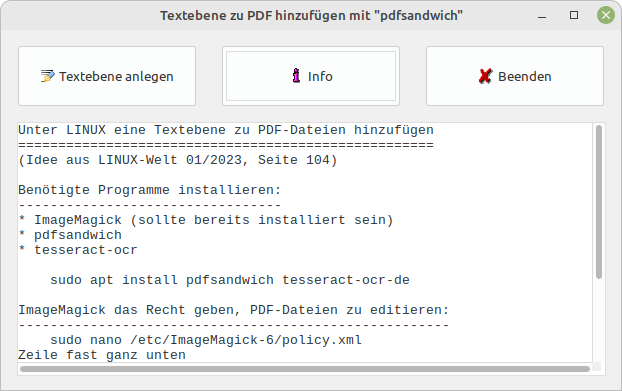 Textebene zu PDF hinzufügen mit "pdfsandwich"
Textebene anlegen
Info
Beenden
Unter LINUX eine Textebene zu PDF-Dateien hinzufügen
====================================================
(Idee aus LINUX-Welt 01/2023, Seite 104)

Benötigte Programme installieren:
---------------------------------
* ImageMagick (sollte bereits installiert sein)
* pdfsandwich
* tesseract-ocr

    sudo apt install pdfsandwich tesseract-ocr-de

ImageMagick das Recht geben, PDF-Dateien zu editieren:
------------------------------------------------------
    sudo nano /etc/ImageMagick-6/policy.xml
Zeile fast ganz unten